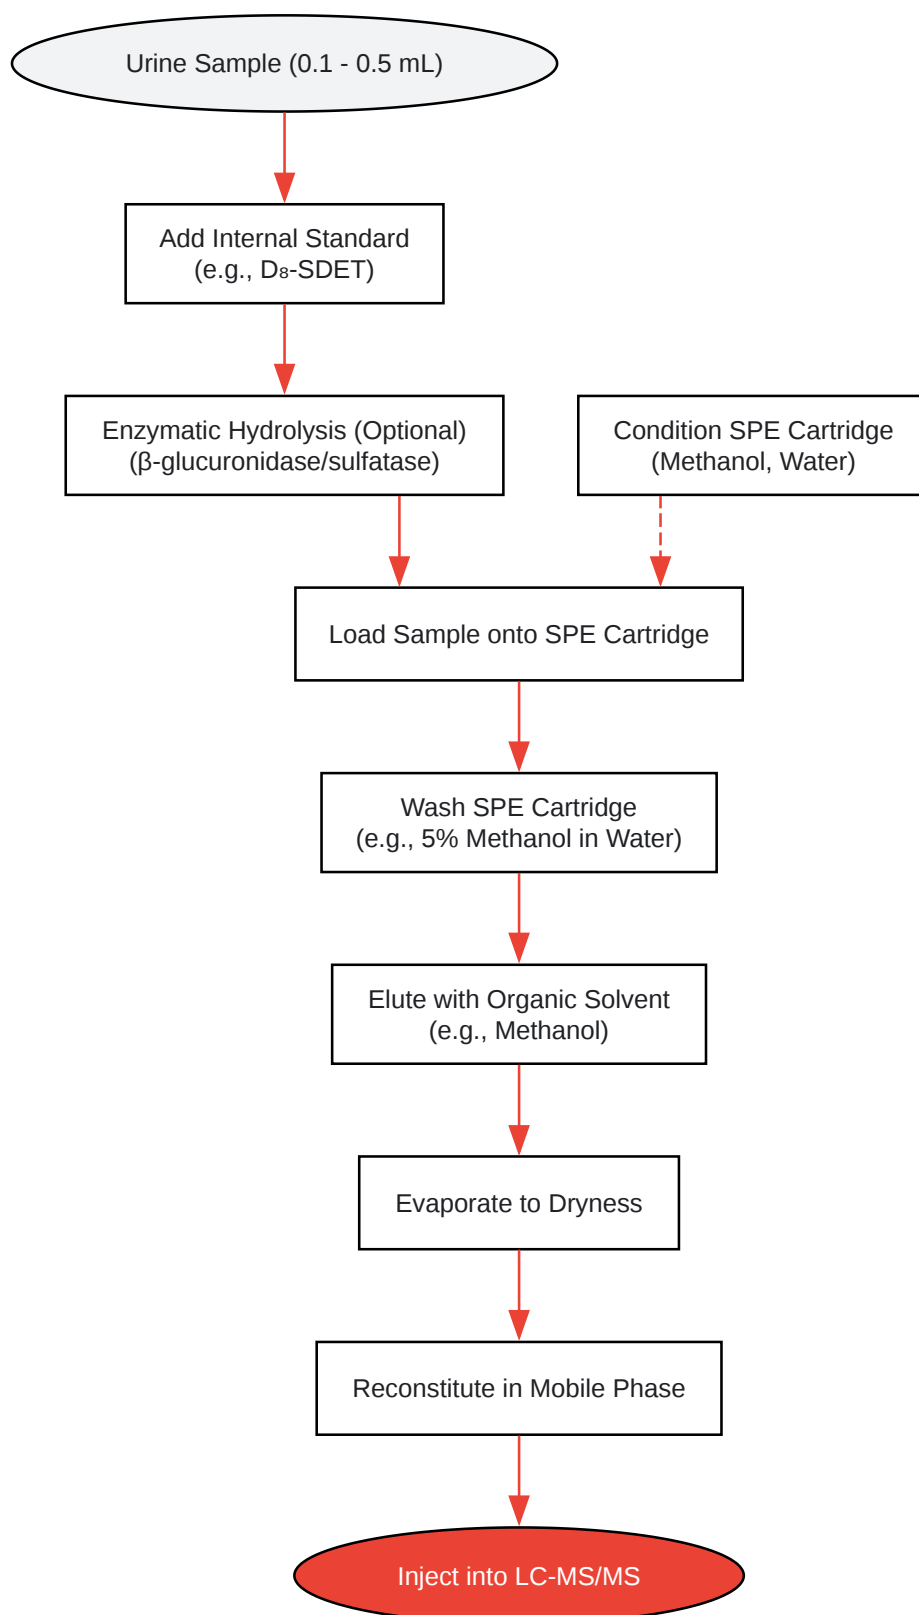 Urine Sample (0.1 - 0.5 mL)
Add Internal Standard
(e.g., D₈-SDET)
Enzymatic Hydrolysis (Optional)
(β-glucuronidase/sulfatase)
Condition SPE Cartridge
(Methanol, Water)
Load Sample onto SPE Cartridge
Wash SPE Cartridge
(e.g., 5% Methanol in Water)
Elute with Organic Solvent
(e.g., Methanol)
Evaporate to Dryness
Reconstitute in Mobile Phase
Inject into LC-MS/MS